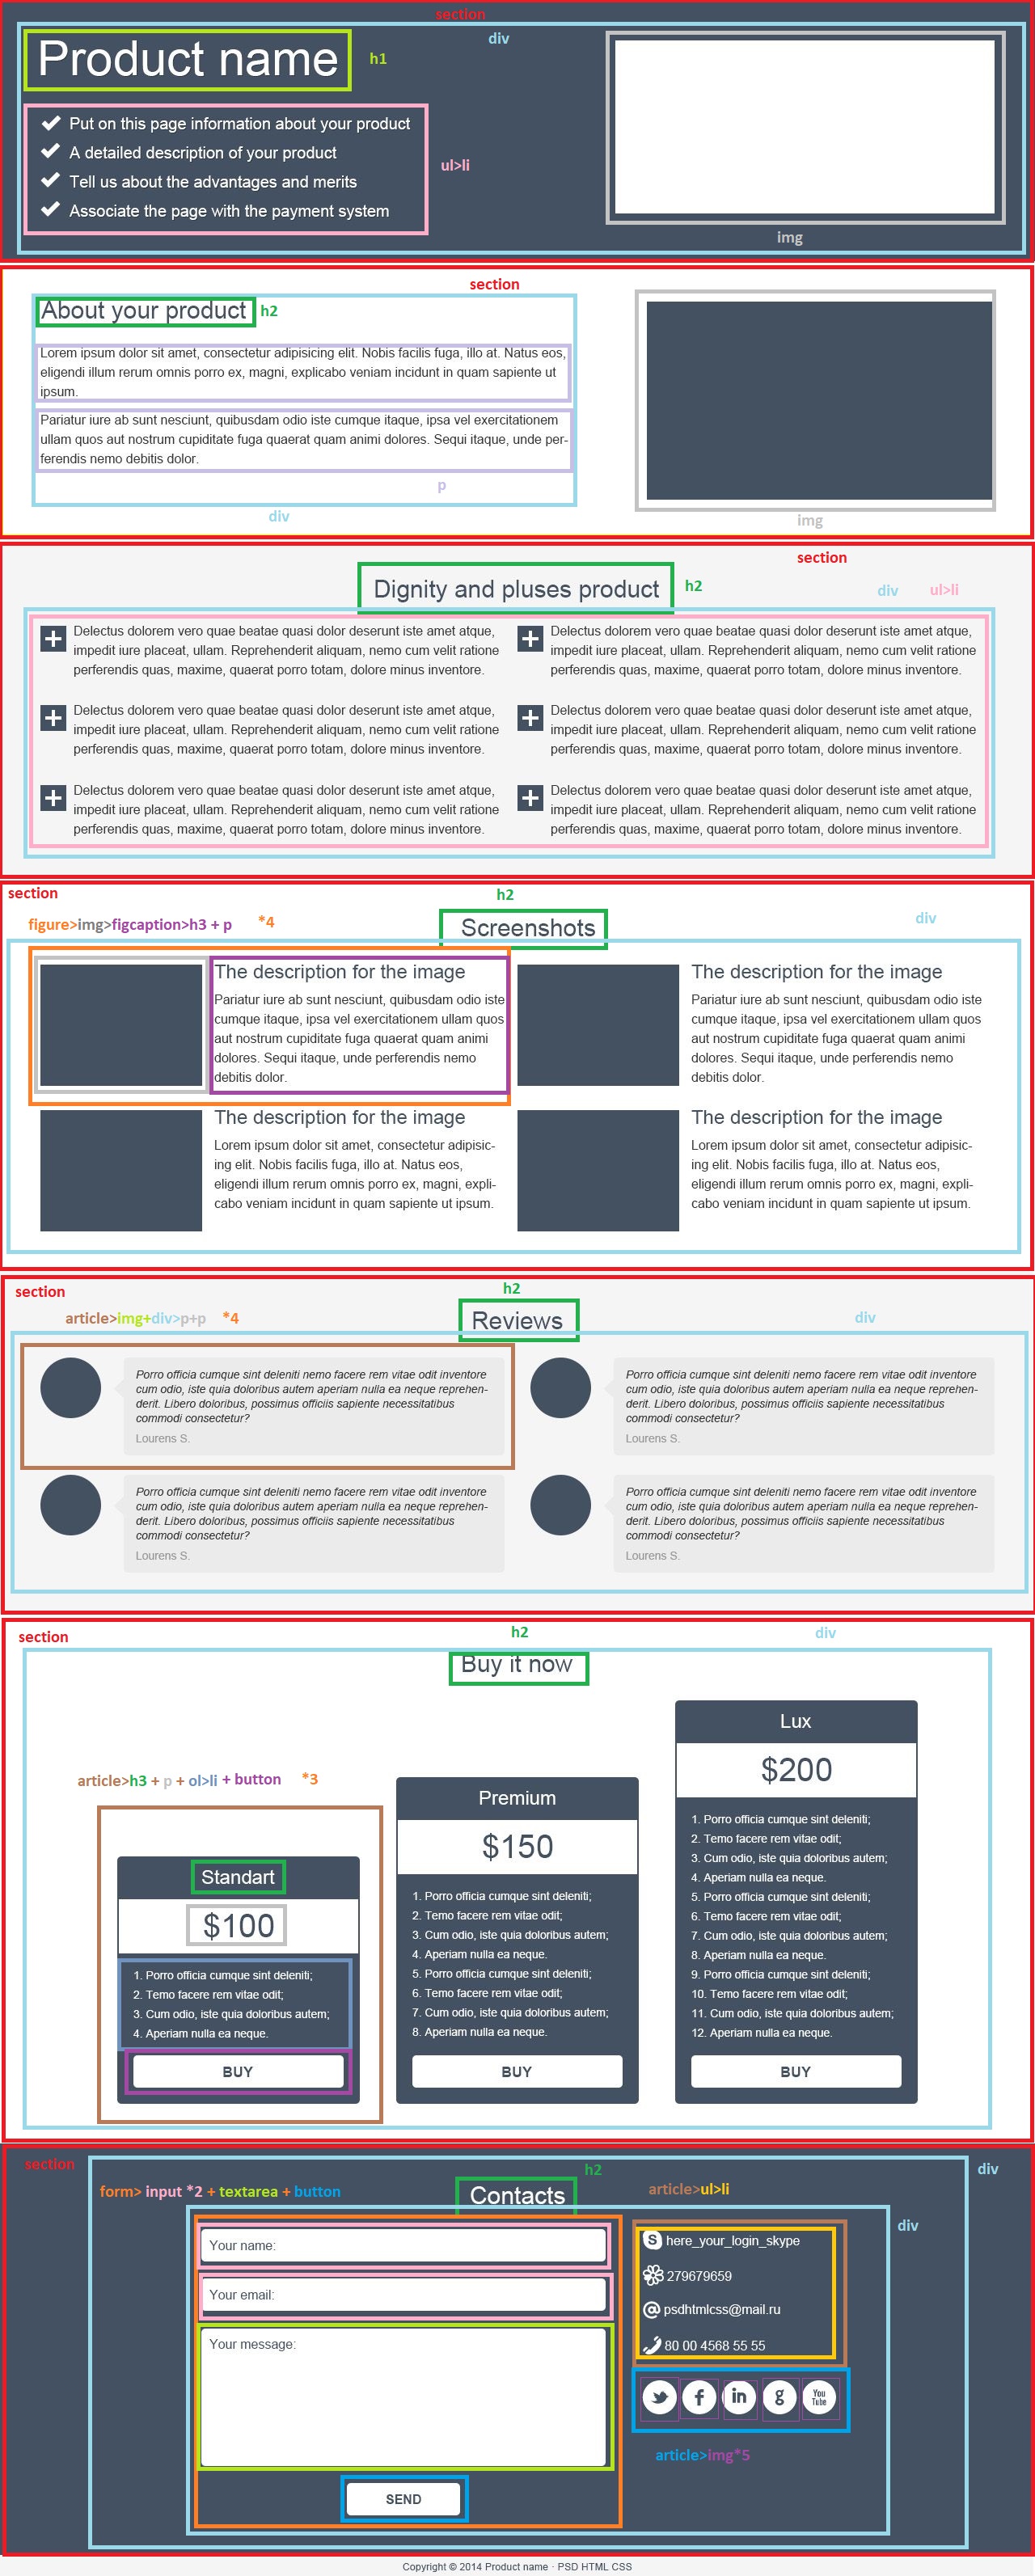 section
div
Product name
h1
Put on this page information about your product
A detailed description of your product
Tell us about the advantages and merits
Associate the page with the payment system
ul>li
img
section
About your product
h2
Lorem ipsum dolor sit amet, consectetur adipisicing elit. Nobis facilis fuga, illo at. Natus eos,
eligendi illum rerum omnis porro ex, magni, explicabo veniam incidunt in quam sapiente ut
ipsum.
Pariatur iure ab sunt nesciunt, quibusdam odio iste cumque itaque, ipsa vel exercitationem
ullam quos aut nostrum cupiditate fuga quaerat quam animi dolores. Sequi itaque, unde per-
ferendis nemo debitis dolor.
p
div
img
section
Dignity and pluses product
h2
div
ul>li
Delectus dolorem vero quae beatae quasi dolor deserunt iste amet atque,
impedit iure placeat, ullam. Reprehenderit aliquam, nemo cum velit ratione
perferendis quas, maxime, quaerat porro totam, dolore minus inventore.
Delectus dolorem vero quae beatae quasi dolor deserunt iste amet atque,
impedit iure placeat, ullam. Reprehenderit aliquam, nemo cum velit ratione
perferendis quas, maxime, quaerat porro totam, dolore minus inventore.
Delectus dolorem vero quae beatae quasi dolor deserunt iste amet atque,
impedit iure placeat, ullam. Reprehenderit aliquam, nemo cum velit ratione
perferendis quas, maxime, quaerat porro totam, dolore minus inventore.
Delectus dolorem vero quae beatae quasi dolor deserunt iste amet atque,
impedit iure placeat, ullam. Reprehenderit aliquam, nemo cum velit ratione
perferendis quas, maxime, quaerat porro totam, dolore minus inventore.
Delectus dolorem vero quae beatae quasi dolor deserunt iste amet atque,
impedit iure placeat, ullam. Reprehenderit aliquam, nemo cum velit ratione
perferendis quas, maxime, quaerat porro totam, dolore minus inventore.
Delectus dolorem vero quae beatae quasi dolor deserunt iste amet atque,
impedit iure placeat, ullam. Reprehenderit aliquam, nemo cum velit ratione
perferendis quas, maxime, quaerat porro totam, dolore minus inventore.
section
h2
figure>img>figcaption>h3 + p *4
Screenshots
div
The description for the image
Pariatur iure ab sunt nesciunt, quibusdam odio iste
cumque itaque, ipsa vel exercitationem ullam quos
aut nostrum cupiditate fuga quaerat quam animi
dolores. Sequi itaque, unde perferendis nemo
debitis dolor.
The description for the image
Pariatur iure ab sunt nesciunt, quibusdam odio iste
cumque itaque, ipsa vel exercitationem ullam quos
aut nostrum cupiditate fuga quaerat quam animi
dolores. Sequi itaque, unde perferendis nemo
debitis dolor.
The description for the image
Lorem ipsum dolor sit amet, consectetur adipisic-
ing elit. Nobis facilis fuga, illo at. Natus eos,
eligendi illum rerum omnis porro ex, magni, expli-
cabo veniam incidunt in quam sapiente ut ipsum.
The description for the image
Lorem ipsum dolor sit amet, consectetur adipisic-
ing elit. Nobis facilis fuga, illo at. Natus eos,
eligendi illum rerum omnis porro ex, magni, expli-
cabo veniam incidunt in quam sapiente ut ipsum.
section
h2
article>img+div>p+p *4
Reviews
div
Porro officia cumque sint deleniti nemo facere rem vitae odit inventore
cum odio, iste quia doloribus autem aperiam nulla ea neque reprehen-
derit. Libero doloribus, possimus officiis sapiente necessitatibus
commodi consectetur?
Lourens S.
Porro officia cumque sint deleniti nemo facere rem vitae odit inventore
cum odio, iste quia doloribus autem aperiam nulla ea neque reprehen-
derit. Libero doloribus, possimus officiis sapiente necessitatibus
commodi consectetur?
Lourens S.
Porro officia cumque sint deleniti nemo facere rem vitae odit inventore
cum odio, iste quia doloribus autem aperiam nulla ea neque reprehen-
derit. Libero doloribus, possimus officiis sapiente necessitatibus
commodi consectetur?
Lourens S.
Porro officia cumque sint deleniti nemo facere rem vitae odit inventore
cum odio, iste quia doloribus autem aperiam nulla ea neque reprehen-
derit. Libero doloribus, possimus officiis sapiente necessitatibus
commodi consectetur?
Lourens S.
section
h2
div
Buy it now
article>h3 + p + ol>li + button *3
Standart
$100
1. Porro officia cumque sint deleniti;
2. Temo facere rem vitae odit;
3. Cum odio, iste quia doloribus autem;
4. Aperiam nulla ea neque.
BUY
Premium
$150
1. Porro officia cumque sint deleniti;
2. Temo facere rem vitae odit;
3. Cum odio, iste quia doloribus autem;
4. Aperiam nulla ea neque.
5. Porro officia cumque sint deleniti;
6. Temo facere rem vitae odit;
7. Cum odio, iste quia doloribus autem;
8. Aperiam nulla ea neque.
BUY
Lux
$200
1. Porro officia cumque sint deleniti;
2. Temo facere rem vitae odit;
3. Cum odio, iste quia doloribus autem;
4. Aperiam nulla ea neque.
5. Porro officia cumque sint deleniti;
6. Temo facere rem vitae odit;
7. Cum odio, iste quia doloribus autem;
8. Aperiam nulla ea neque.
9. Porro officia cumque sint deleniti;
10. Temo facere rem vitae odit;
11. Cum odio, iste quia doloribus autem;
12. Aperiam nulla ea neque.
BUY
section
h2
div
form> input *2 + textarea + button
Contacts
article>ul>li
div
Your name:
Your email:
Your message:
SEND
S here_your_login_skype
279679659
@ psdhtmlcss@mail.ru
80 00 4568 55 55
f in g You Tube
article>img*5
Copyright © 2014 Product name · PSD HTML CSS